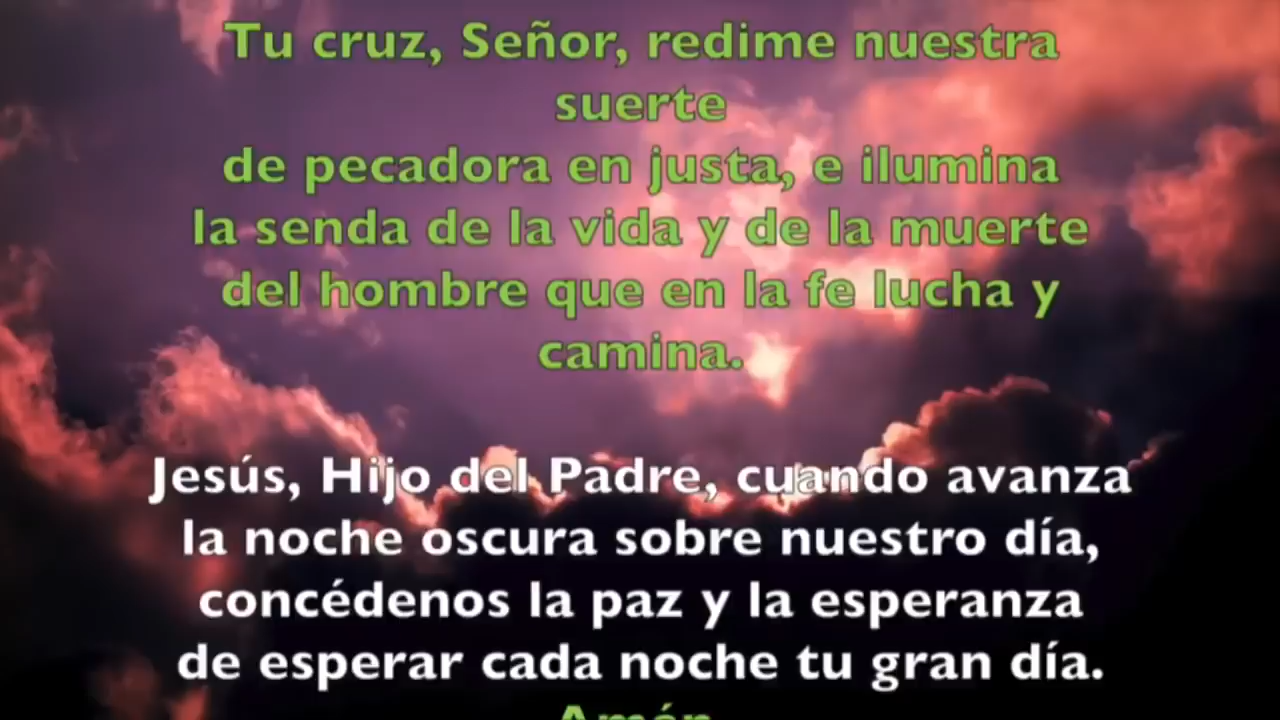 Tu cruz, Señor, redime nuestra
suerte
de pecadora en justa, e ilumina
la senda de la vida y de la muerte
del hombre que en la fe lucha y
camina.
Jesús, Hijo del Padre, cuando avanza
la noche oscura sobre nuestro día,
concédenos la paz y la esperanza
de esperar cada noche tu gran día.
Amén